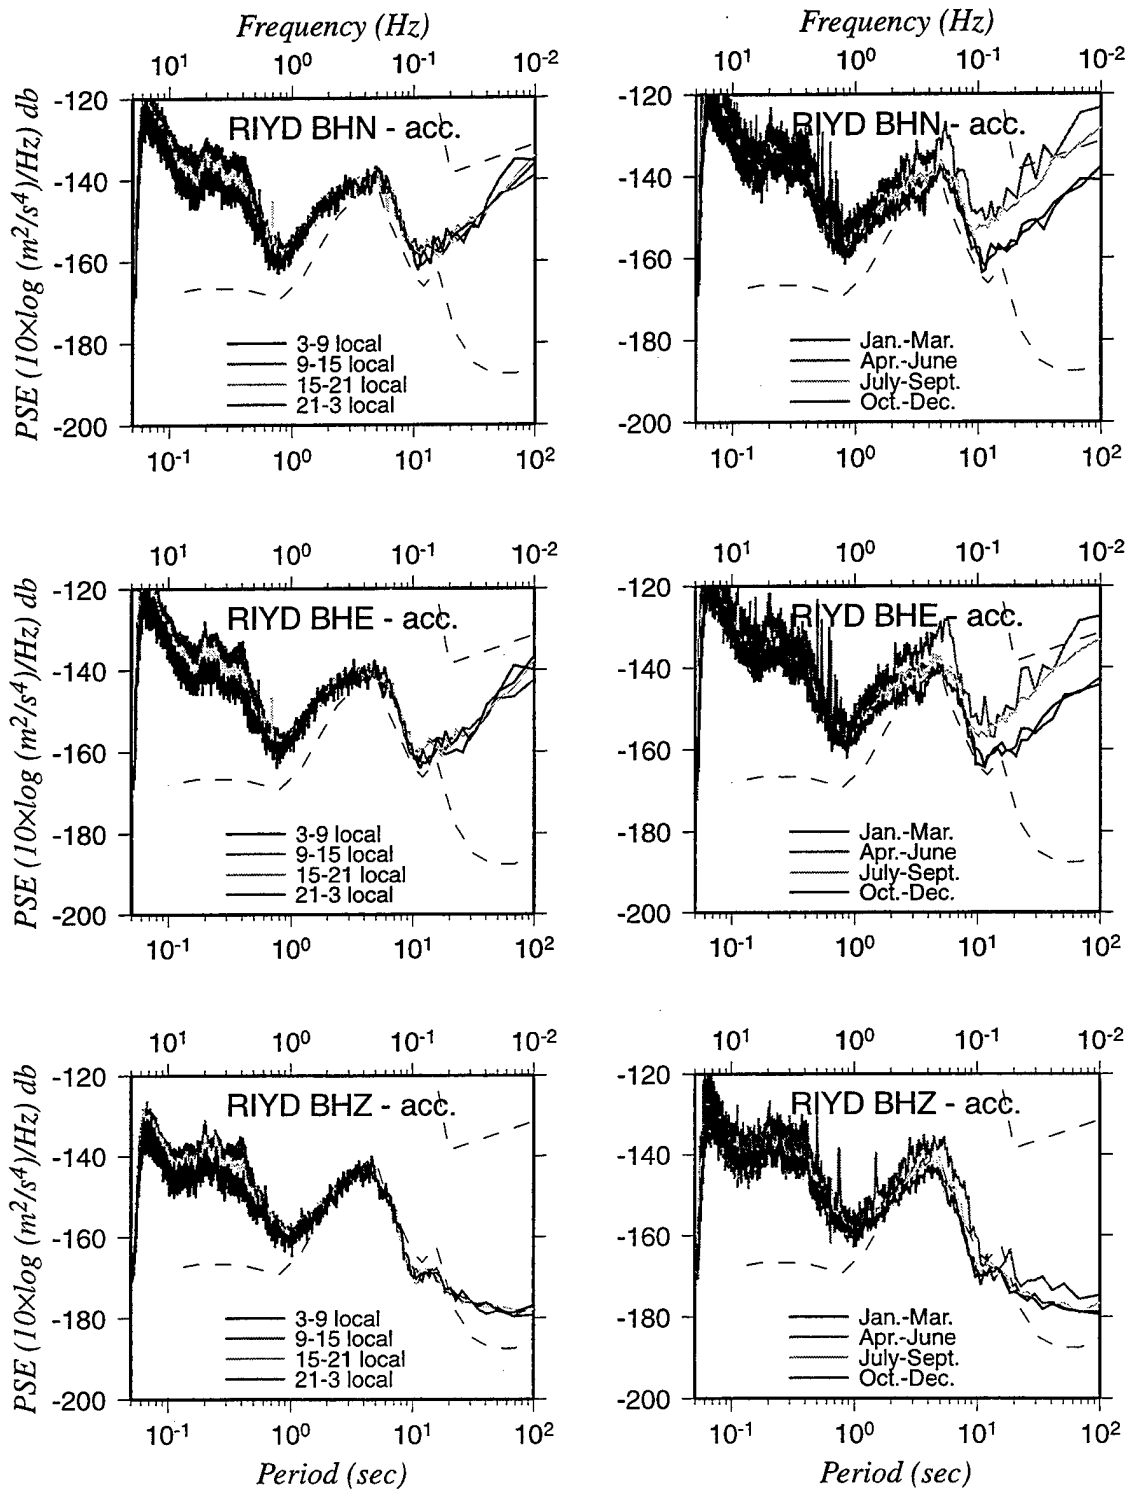 Frequency (Hz)
10¹ 10⁰ 10⁻¹ 10⁻²
PSE (10×log (m²/s⁴)/Hz) db
-120
-140
-160
-180
-200
RIYD BHN - acc.
3-9 local
9-15 local
15-21 local
21-3 local
10⁻¹ 10⁰ 10¹ 10²
Frequency (Hz)
10¹ 10⁰ 10⁻¹ 10⁻²
-120
-140
-160
-180
-200
RIYD BHN - acc.
Jan.-Mar.
Apr.-June
July-Sept.
Oct.-Dec.
10⁻¹ 10⁰ 10¹ 10²
10¹ 10⁰ 10⁻¹ 10⁻²
PSE (10×log (m²/s⁴)/Hz) db
-120
-140
-160
-180
-200
RIYD BHE - acc.
3-9 local
9-15 local
15-21 local
21-3 local
10⁻¹ 10⁰ 10¹ 10²
10¹ 10⁰ 10⁻¹ 10⁻²
-120
-140
-160
-180
-200
RIYD BHE - acc.
Jan.-Mar.
Apr.-June
July-Sept.
Oct.-Dec.
10⁻¹ 10⁰ 10¹ 10²
10¹ 10⁰ 10⁻¹ 10⁻²
PSE (10×log (m²/s⁴)/Hz) db
-120
-140
-160
-180
-200
RIYD BHZ - acc.
3-9 local
9-15 local
15-21 local
21-3 local
10⁻¹ 10⁰ 10¹ 10²
Period (sec)
10¹ 10⁰ 10⁻¹ 10⁻²
-120
-140
-160
-180
-200
RIYD BHZ - acc.
Jan.-Mar.
Apr.-June
July-Sept.
Oct.-Dec.
10⁻¹ 10⁰ 10¹ 10²
Period (sec)